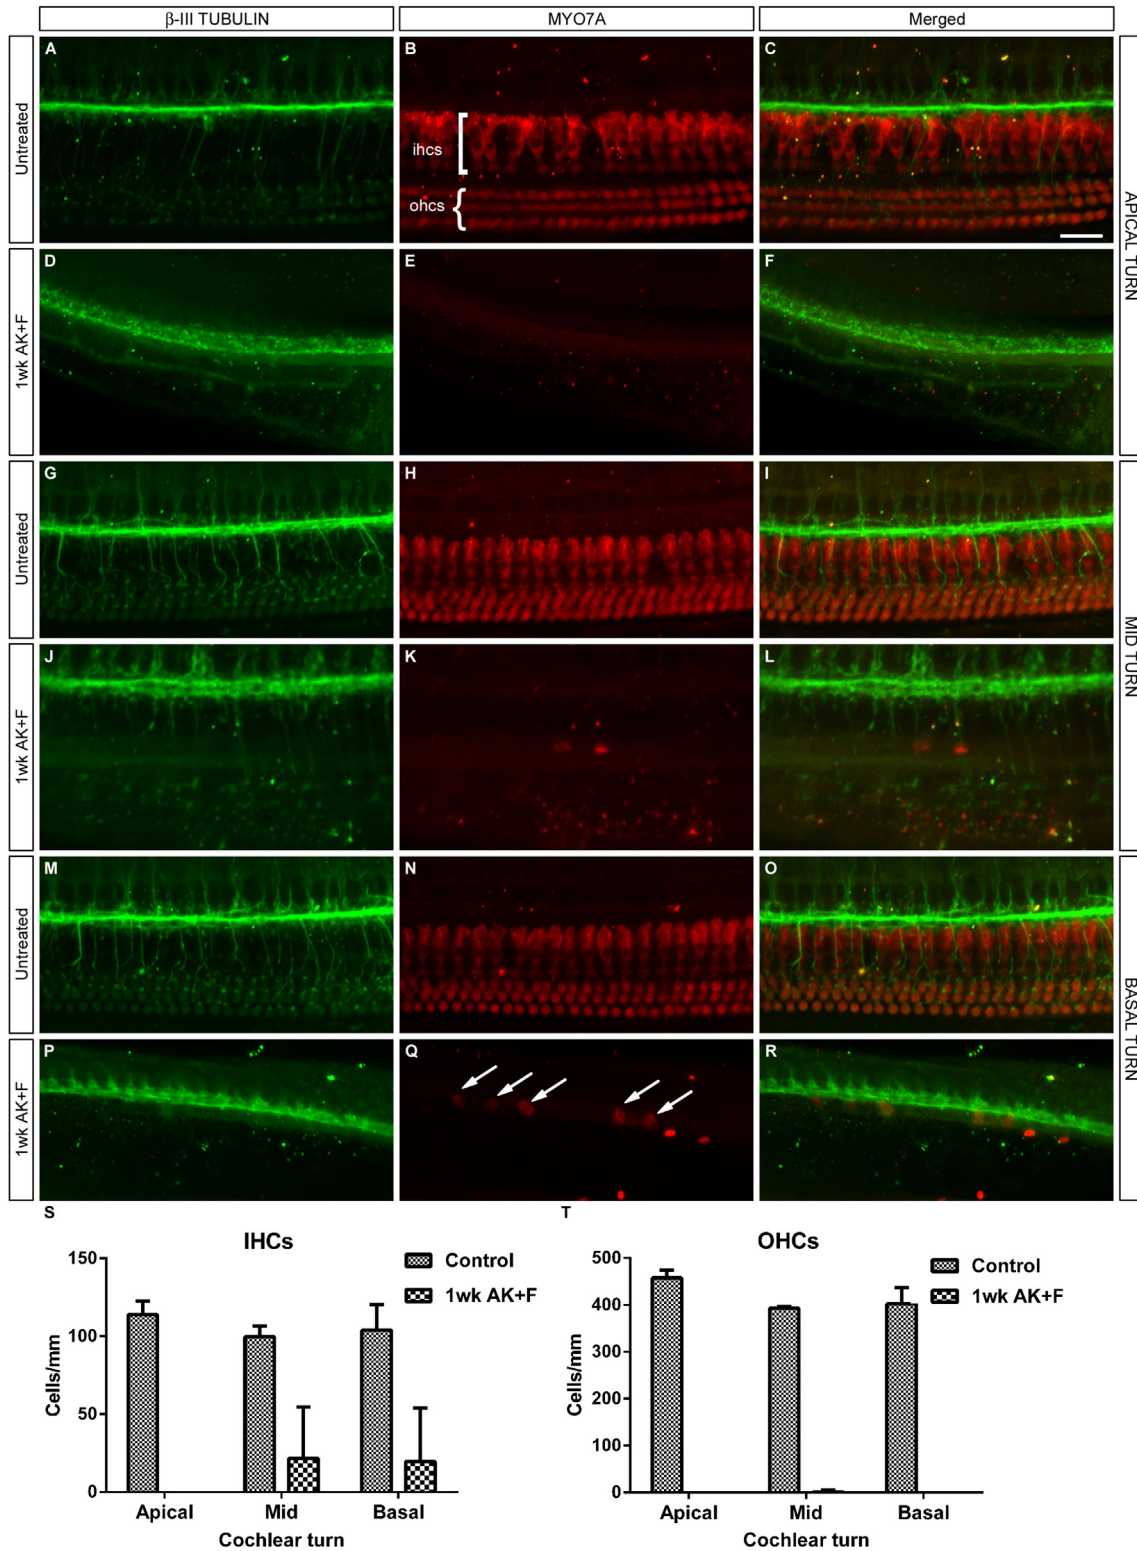 β-III TUBULIN
MYO7A
Merged
Untreated
A
B
C
ihcs
ohcs
APICAL TURN
1wk AK+F
D
E
F
Untreated
G
H
I
MID TURN
1wk AK+F
J
K
L
Untreated
M
N
O
BASAL TURN
1wk AK+F
P
Q
R
S
IHCs
Control
1wk AK+F
150
100
50
0
Cells/mm
Apical
Mid
Basal
Cochlear turn
T
OHCs
Control
1wk AK+F
500
400
300
200
100
0
Cells/mm
Apical
Mid
Basal
Cochlear turn